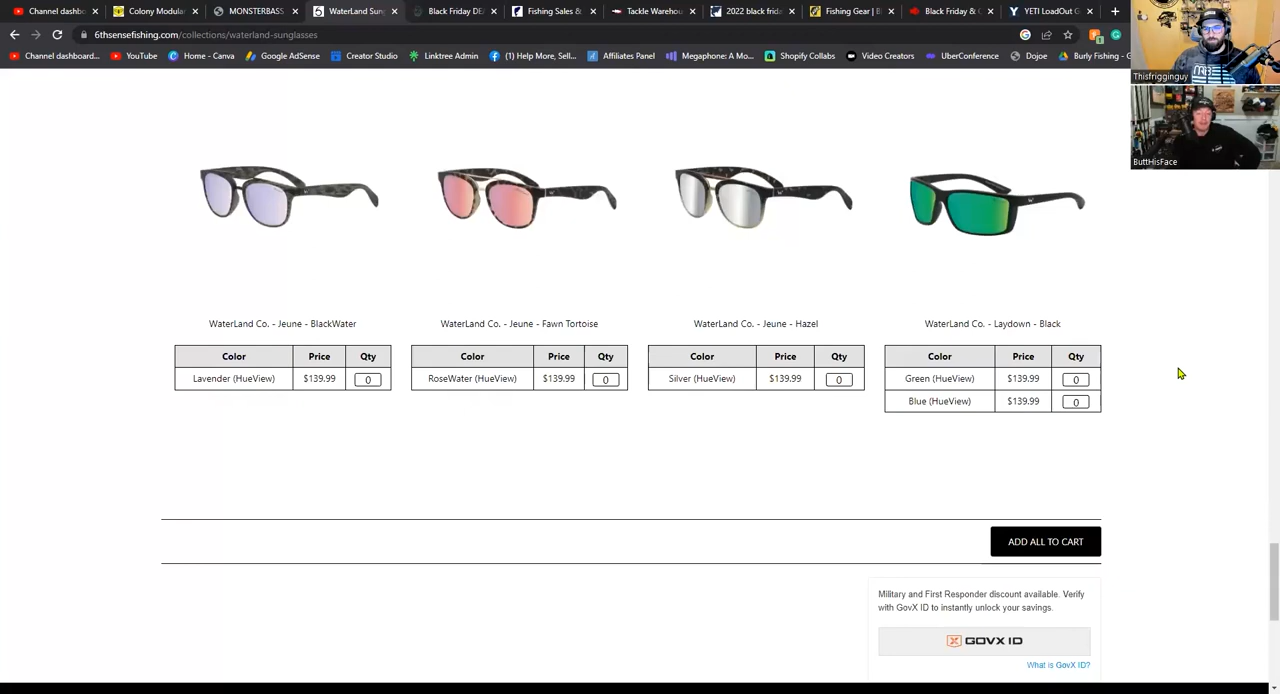 Channel dashbo
Colony Modula
MONSTERBASS
WaterLand Sun
Black Friday DE
Fishing Sales &
Tackle Warehou
2022 black frida
Fishing Gear | B
Black Friday &
YETI LoadOut G
6thsensefishing.com/collections/waterland-sunglasses
Channel dashboard...
YouTube
Home - Canva
Google AdSense
Creator Studio
Linktree Admin
(1) Help More, Sell...
Affiliates Panel
Megaphone: A Mo...
Shopify Collabs
Video Creators
UberConference
Dojoe
Burly Fishing - G
Thisfrigginguy
ButtHisFace
WaterLand Co. - Jeune - BlackWater
Color Price Qty
Lavender (HueView) $139.99 0
WaterLand Co. - Jeune - Fawn Tortoise
Color Price Qty
RoseWater (HueView) $139.99 0
WaterLand Co. - Jeune - Hazel
Color Price Qty
Silver (HueView) $139.99 0
WaterLand Co. - Laydown - Black
Color Price Qty
Green (HueView) $139.99 0
Blue (HueView) $139.99 0
ADD ALL TO CART
Military and First Responder discount available. Verify
with GovX ID to instantly unlock your savings.
GOVX ID
What is GovX ID?